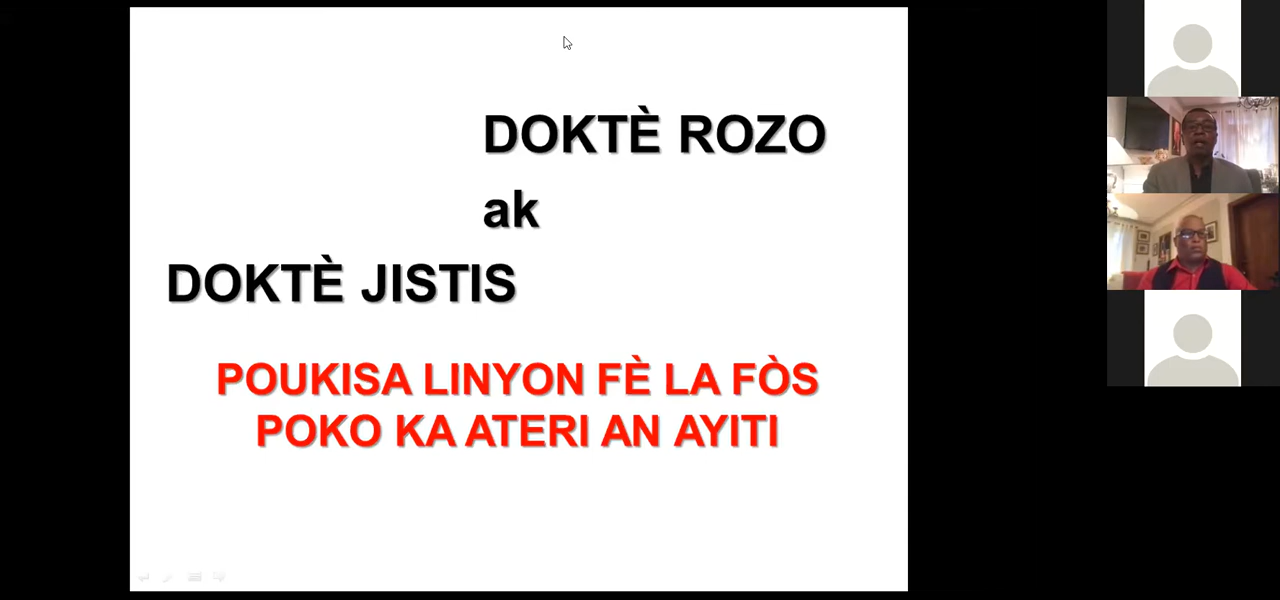 DOKTÈ ROZO
ak
DOKTÈ JISTIS
POUKISA LINYON FÈ LA FÒS
POKO KA ATERI AN AYITI